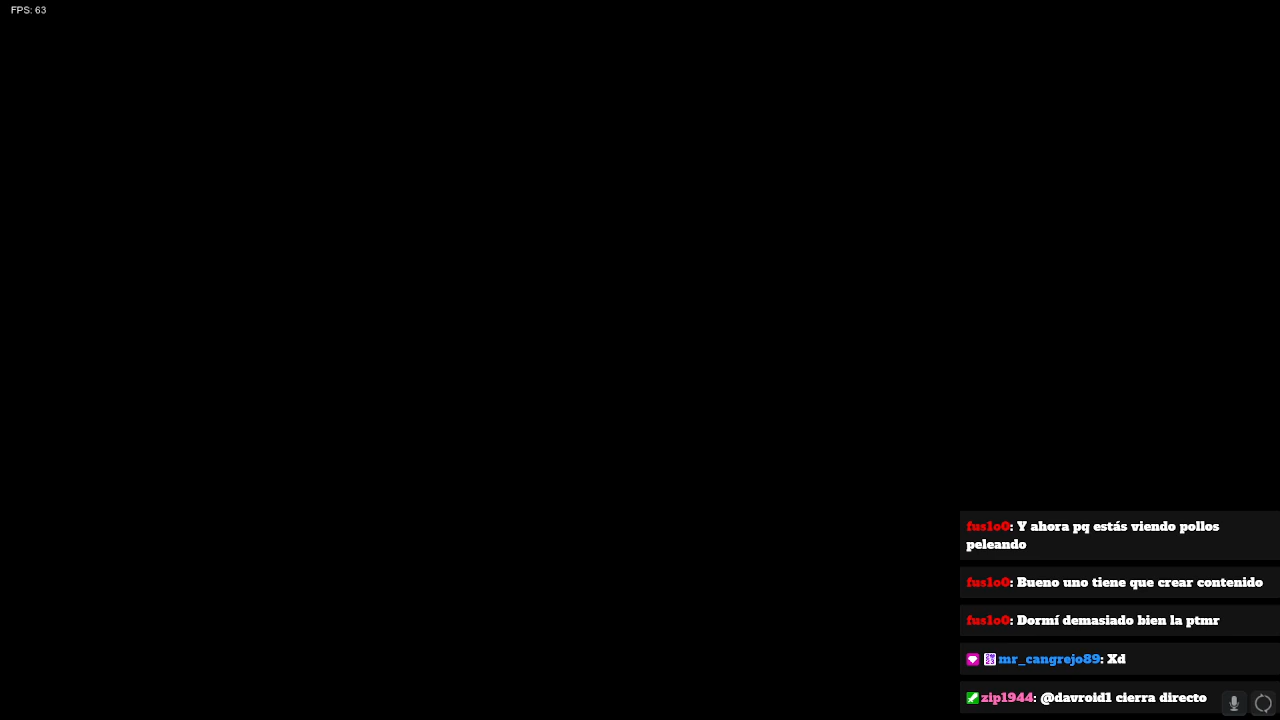 FPS: 63
fus1o0: Y ahora pq estás viendo pollos
peleando
fus1o0: Bueno uno tiene que crear contenido
fus1o0: Dormí demasiado bien la ptmr
mr_cangrejo89: Xd
zip1944: @davroid1 cierra directo